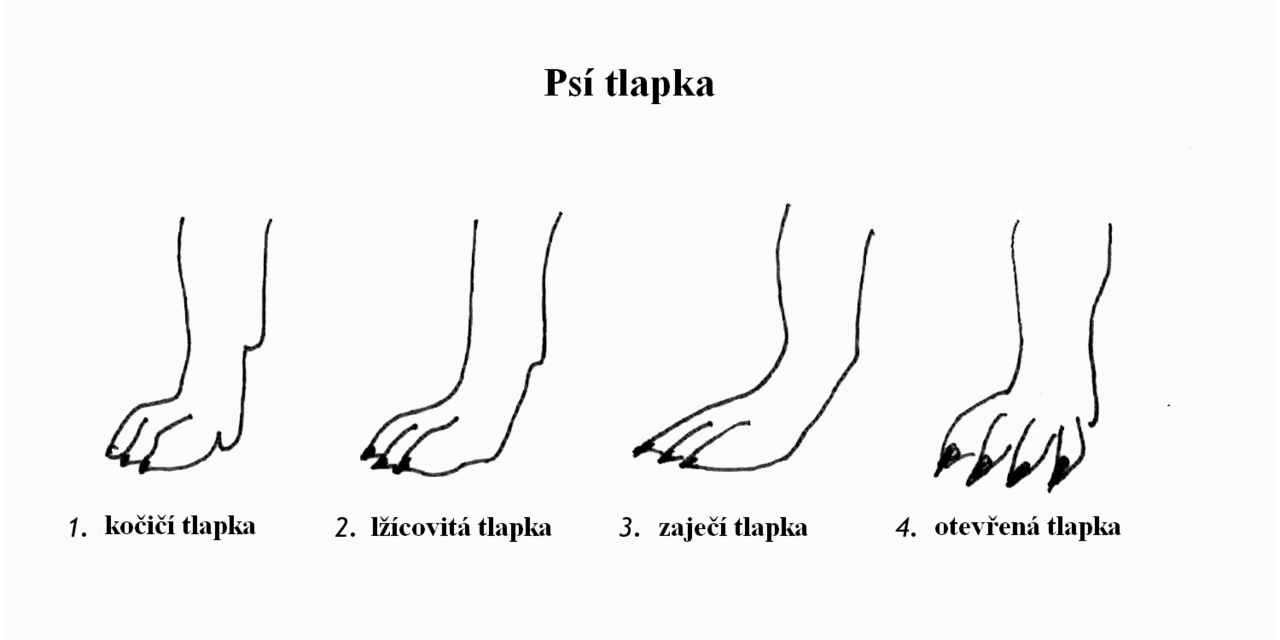 Psí tlapka
1. kočičí tlapka
2. lžícovitá tlapka
3. zaječí tlapka
4. otevřená tlapka